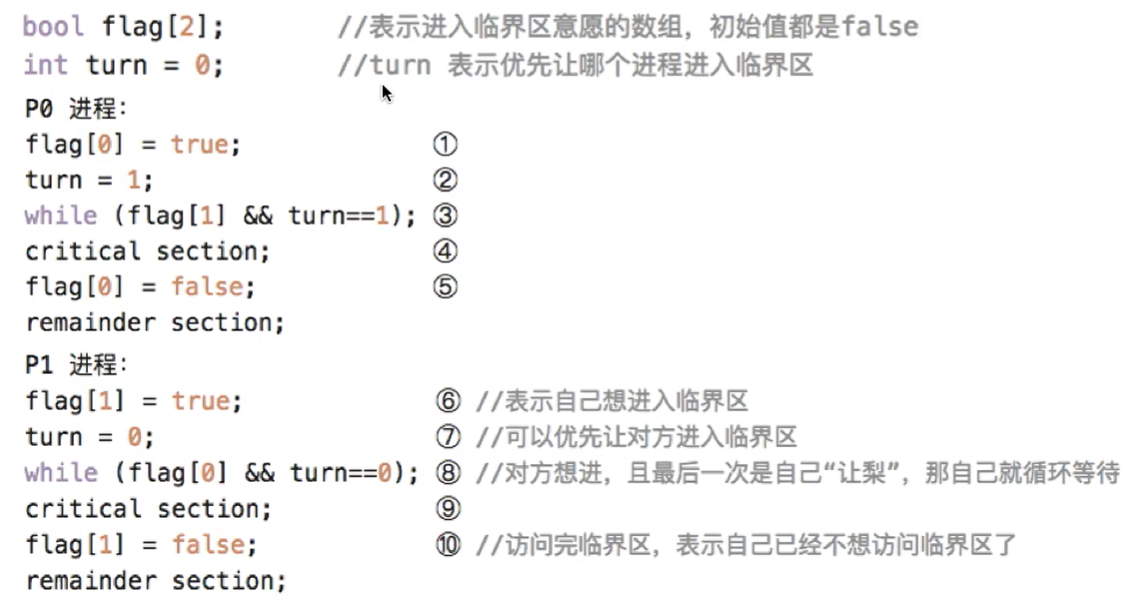 bool flag[2]; //表示进入临界区意愿的数组，初始值都是false
int turn = 0; //turn 表示优先让哪个进程进入临界区
P0 进程：
flag[0] = true; ①
turn = 1; ②
while (flag[1] && turn==1); ③
critical section; ④
flag[0] = false; ⑤
remainder section;
P1 进程：
flag[1] = true; ⑥ //表示自己想进入临界区
turn = 0; ⑦ //可以优先让对方进入临界区
while (flag[0] && turn==0); ⑧ //对方想进，且最后一次是自己“让梨”，那自己就循环等待
critical section; ⑨
flag[1] = false; ⑩ //访问完临界区，表示自己已经不想访问临界区了
remainder section;